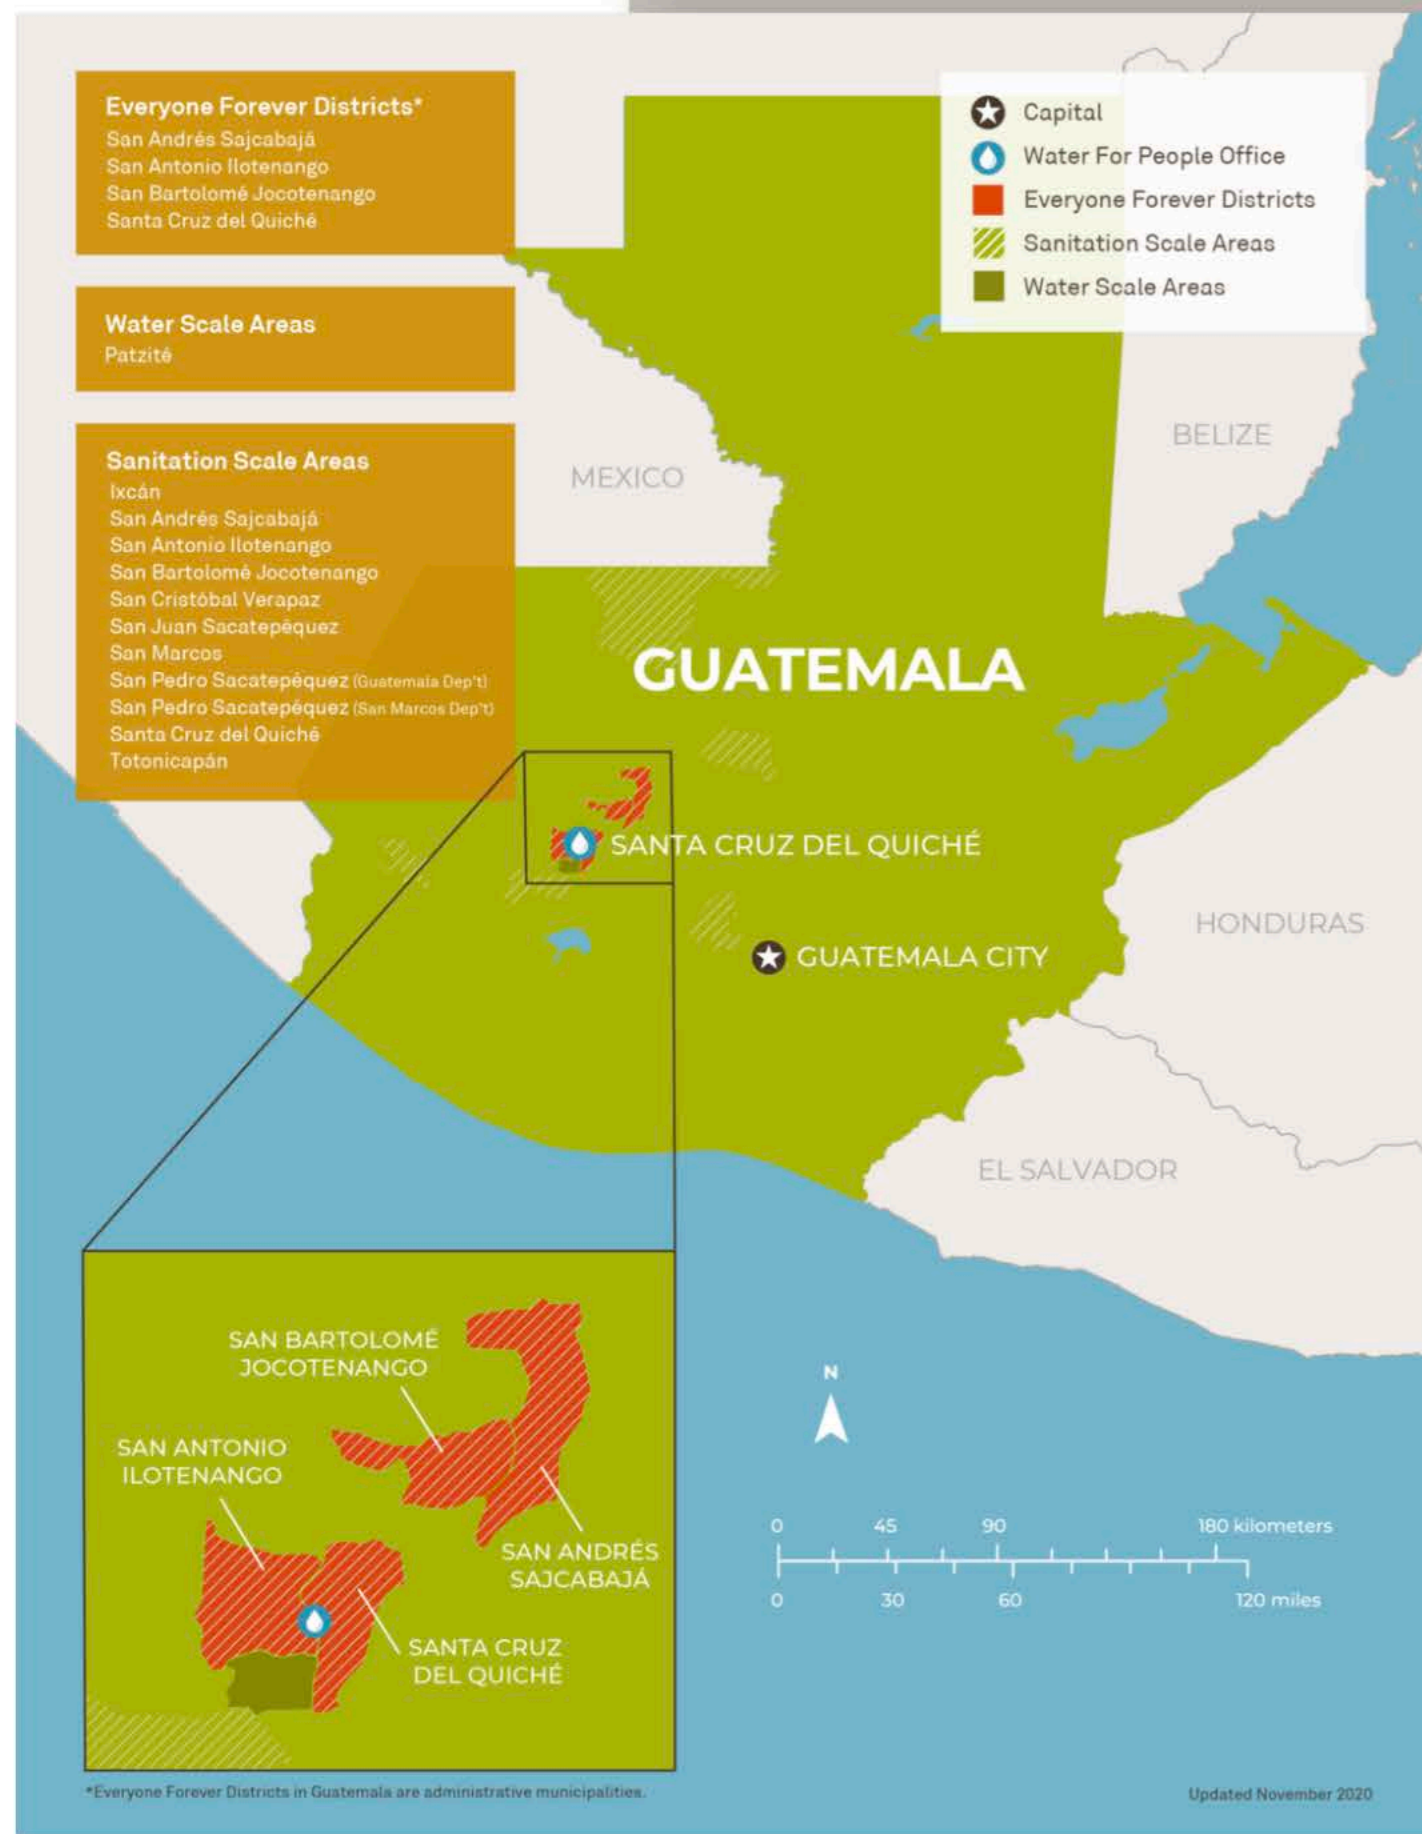 Everyone Forever Districts*
San Andrés Sajcabajá
San Antonio Ilotenango
San Bartolomé Jocotenango
Santa Cruz del Quiché
Water Scale Areas
Patzité
Sanitation Scale Areas
Ixcán
San Andrés Sajcabajá
San Antonio Ilotenango
San Bartolomé Jocotenango
San Cristóbal Verapaz
San Juan Sacatepéquez
San Marcos
San Pedro Sacatepéquez (Guatemala Dep't)
San Pedro Sacatepéquez (San Marcos Dep't)
Santa Cruz del Quiché
Totonicapán
Capital
Water For People Office
Everyone Forever Districts
Sanitation Scale Areas
Water Scale Areas
BELIZE
MEXICO
GUATEMALA
SANTA CRUZ DEL QUICHÉ
HONDURAS
GUATEMALA CITY
EL SALVADOR
SAN BARTOLOMÉ
JOCOTENANGO
SAN ANTONIO
ILOTENANGO
SAN ANDRÉS
SAJCABAJÁ
SANTA CRUZ
DEL QUICHÉ
N
0 45 90 180 kilometers
0 30 60 120 miles
*Everyone Forever Districts in Guatemala are administrative municipalities.
Updated November 2020